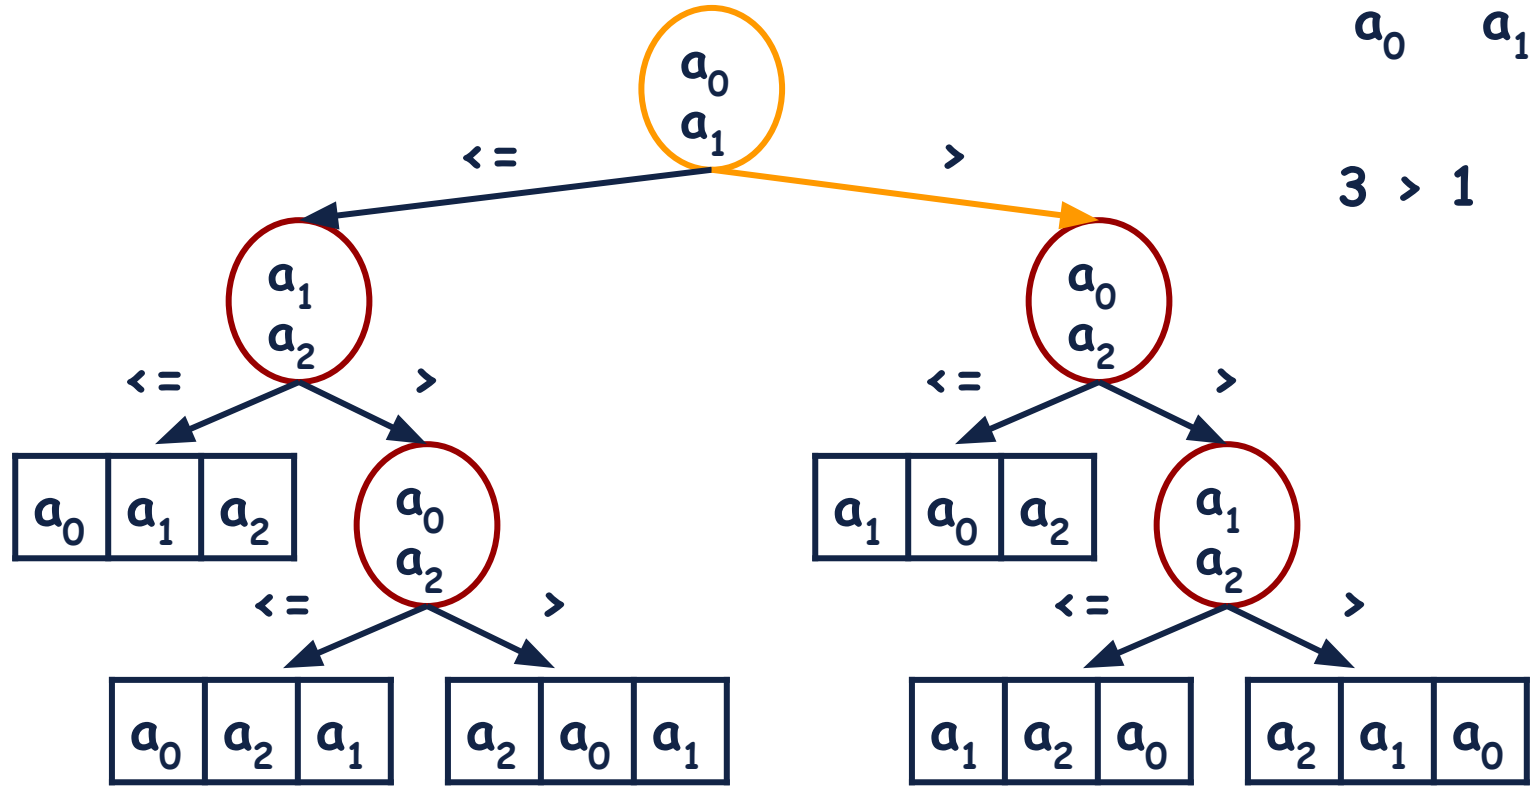 a₀ a₁
a₀
a₁
<= >
3 > 1
a₁
a₂
a₀
a₂
<= > <= >
a₀ a₁ a₂
a₀
a₂
a₁ a₀ a₂
a₁
a₂
<= > <= >
a₀ a₂ a₁
a₂ a₀ a₁
a₁ a₂ a₀
a₂ a₁ a₀